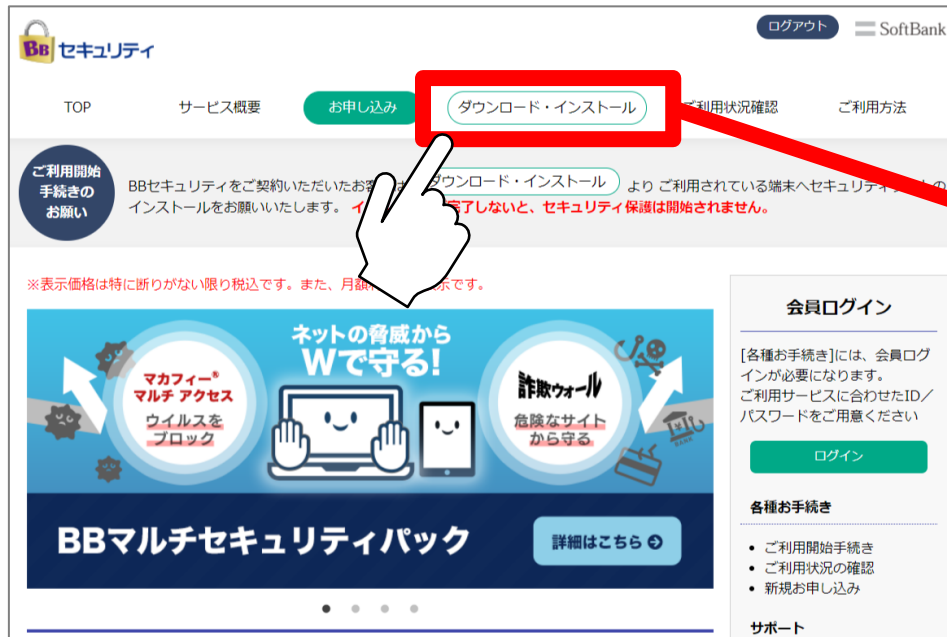 ログアウト
SoftBank
BB セキュリティ
TOP
サービス概要
お申し込み
ダウンロード・インストール
ご利用状況確認
ご利用方法
ご利用開始
手続きの
お願い
BBセキュリティをご契約いただいたお ダウンロード・インストール より ご利用されている端末へセキュリティ の
インストールをお願いいたします。 完了しないと、セキュリティ保護は開始されません。
※表示価格は特に断りがない限り税込です。また、月額 です。
ネットの脅威から
Wで守る!
マカフィー®
マルチ アクセス
ウイルスを
ブロック
詐欺ウォール
危険なサイト
から守る
BANK
BBマルチセキュリティパック
詳細はこちら
会員ログイン
[各種お手続き]には、会員ログ
インが必要になります。
ご利用サービスに合わせたID/
パスワードをご用意ください
ログイン
各種お手続き
• ご利用開始手続き
• ご利用状況の確認
• 新規お申し込み
サポート